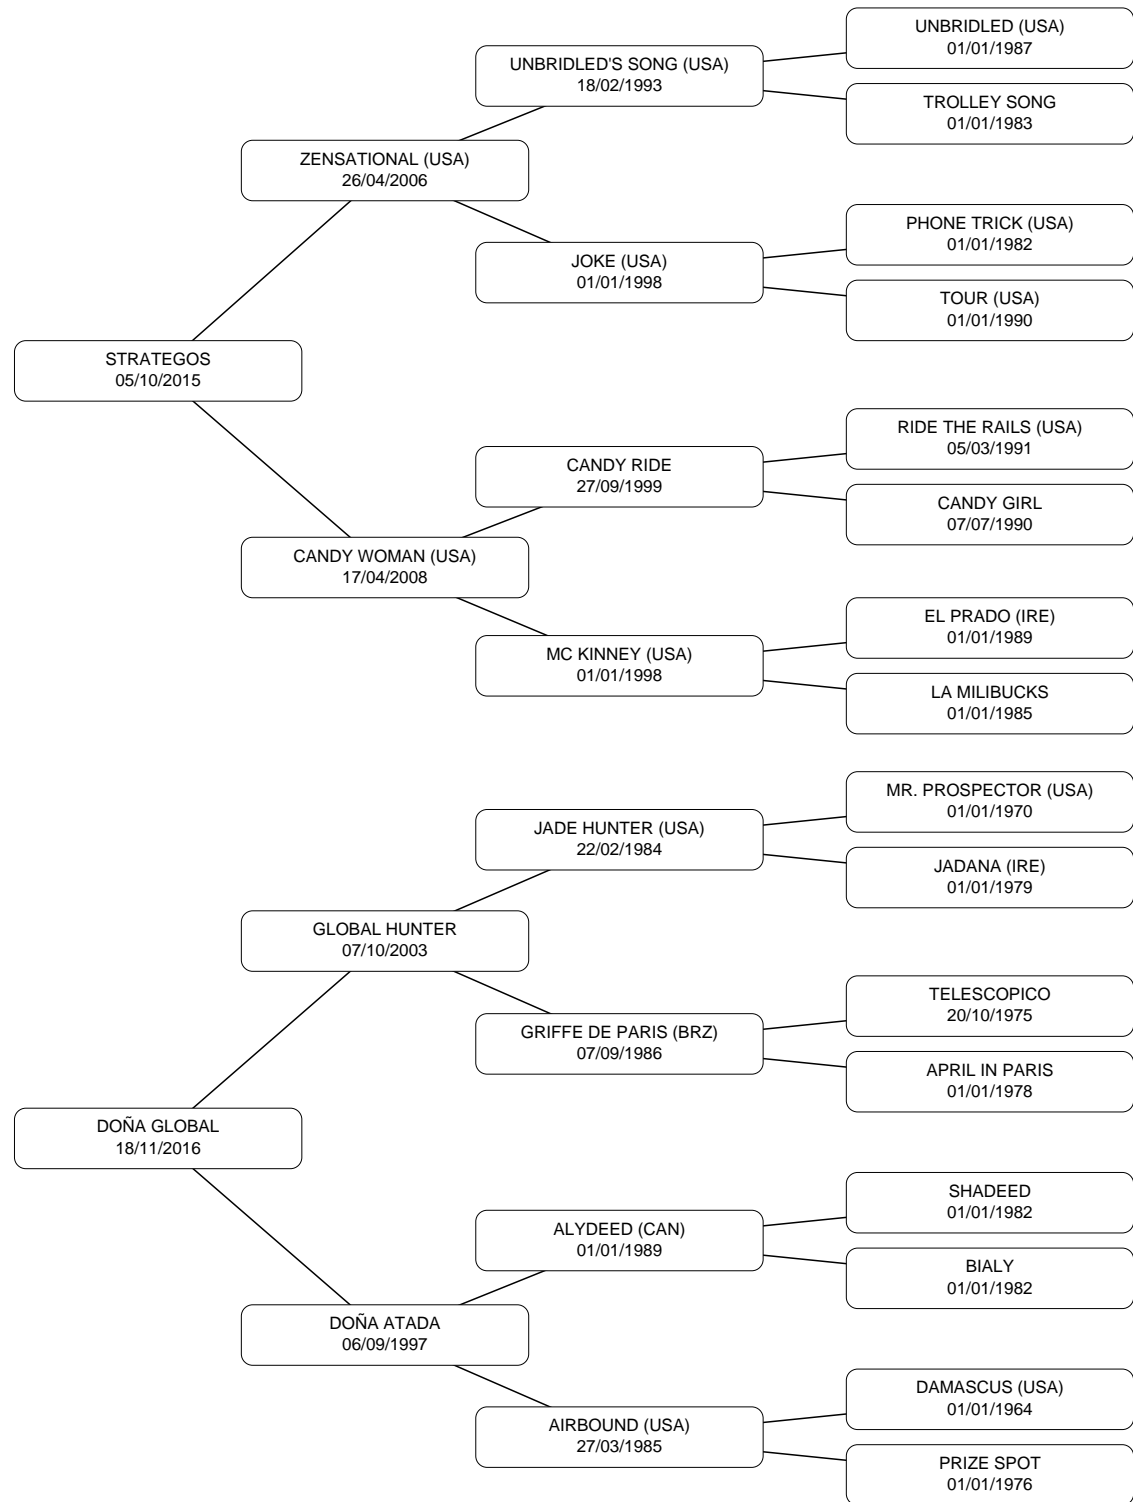 UNBRIDLED (USA)
01/01/1987
UNBRIDLED'S SONG (USA)
18/02/1993
TROLLEY SONG
01/01/1983
ZENSATIONAL (USA)
26/04/2006
PHONE TRICK (USA)
01/01/1982
JOKE (USA)
01/01/1998
TOUR (USA)
01/01/1990
STRATEGOS
05/10/2015
RIDE THE RAILS (USA)
05/03/1991
CANDY RIDE
27/09/1999
CANDY GIRL
07/07/1990
CANDY WOMAN (USA)
17/04/2008
EL PRADO (IRE)
01/01/1989
MC KINNEY (USA)
01/01/1998
LA MILIBUCKS
01/01/1985
MR. PROSPECTOR (USA)
01/01/1970
JADE HUNTER (USA)
22/02/1984
JADANA (IRE)
01/01/1979
GLOBAL HUNTER
07/10/2003
TELESCOPICO
20/10/1975
GRIFFE DE PARIS (BRZ)
07/09/1986
APRIL IN PARIS
01/01/1978
DOÑA GLOBAL
18/11/2016
SHADEED
01/01/1982
ALYDEED (CAN)
01/01/1989
BIALY
01/01/1982
DOÑA ATADA
06/09/1997
DAMASCUS (USA)
01/01/1964
AIRBOUND (USA)
27/03/1985
PRIZE SPOT
01/01/1976